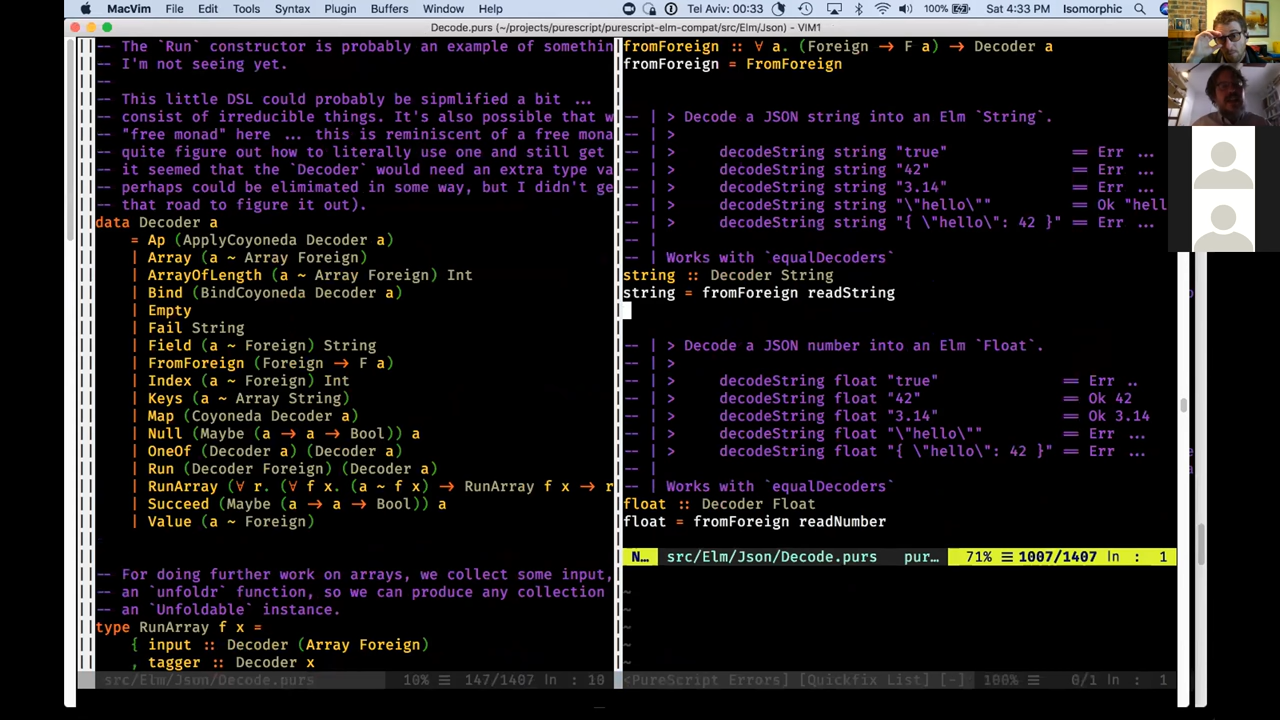 MacVim File Edit Tools Syntax Plugin Buffers Window Help 100% Tel Aviv: 00:33 100% Sat 4:33 PM Isomorphic
Decode.purs (~/projects/purescript/purescript-elm-compat/src/Elm/Json) - VIM1
-- The `Run` constructor is probably an example of somethin
-- I'm not seeing yet.
--
-- This little DSL could probably be sipmlified a bit ...
-- consist of irreducible things. It's also possible that w
-- "free monad" here ... this is reminiscent of a free mona
-- quite figure out how to literally use one and still get
-- it seemed that the `Decoder` would need an extra type va
-- perhaps could be elimimated in some way, but I didn't ge
-- that road to figure it out).
data Decoder a
= Ap (ApplyCoyoneda Decoder a)
| Array (a ~ Array Foreign)
| ArrayOfLength (a ~ Array Foreign) Int
| Bind (BindCoyoneda Decoder a)
| Empty
| Fail String
| Field (a ~ Foreign) String
| FromForeign (Foreign → F a)
| Index (a ~ Foreign) Int
| Keys (a ~ Array String)
| Map (Coyoneda Decoder a)
| Null (Maybe (a → a → Bool)) a
| OneOf (Decoder a) (Decoder a)
| Run (Decoder Foreign) (Decoder a)
| RunArray (∀ r. (∀ f x. (a ~ f x) → RunArray f x → r
| Succeed (Maybe (a → a → Bool)) a
| Value (a ~ Foreign)
-- For doing further work on arrays, we collect some input,
-- an `unfoldr` function, so we can produce any collection
-- an `Unfoldable` instance.
type RunArray f x =
{ input :: Decoder (Array Foreign)
, tagger :: Decoder x
src/Elm/Json/Decode.purs 10% ☰ 147/1407 ln : 10
fromForeign :: ∀ a. (Foreign → F a) → Decoder a
fromForeign = FromForeign
-- | > Decode a JSON string into an Elm `String`.
-- | >
-- | > decodeString string "true" == Err ...
-- | > decodeString string "42" == Err ...
-- | > decodeString string "3.14" == Err ...
-- | > decodeString string "\"hello\"" == Ok "hell
-- | > decodeString string "{ \"hello\": 42 }" == Err ...
-- |
-- | Works with `equalDecoders`
string :: Decoder String
string = fromForeign readString
-- | > Decode a JSON number into an Elm `Float`.
-- | >
-- | > decodeString float "true" == Err ..
-- | > decodeString float "42" == Ok 42
-- | > decodeString float "3.14" == Ok 3.14
-- | > decodeString float "\"hello\"" == Err ...
-- | > decodeString float "{ \"hello\": 42 }" == Err ...
-- |
-- | Works with `equalDecoders`
float :: Decoder Float
float = fromForeign readNumber
N… src/Elm/Json/Decode.purs pur… 71% ☰ 1007/1407 ln : 1
~
~
~
~
~
<PureScript Errors> [Quickfix List] [-] 100% ☰ 0/1 ln : 1